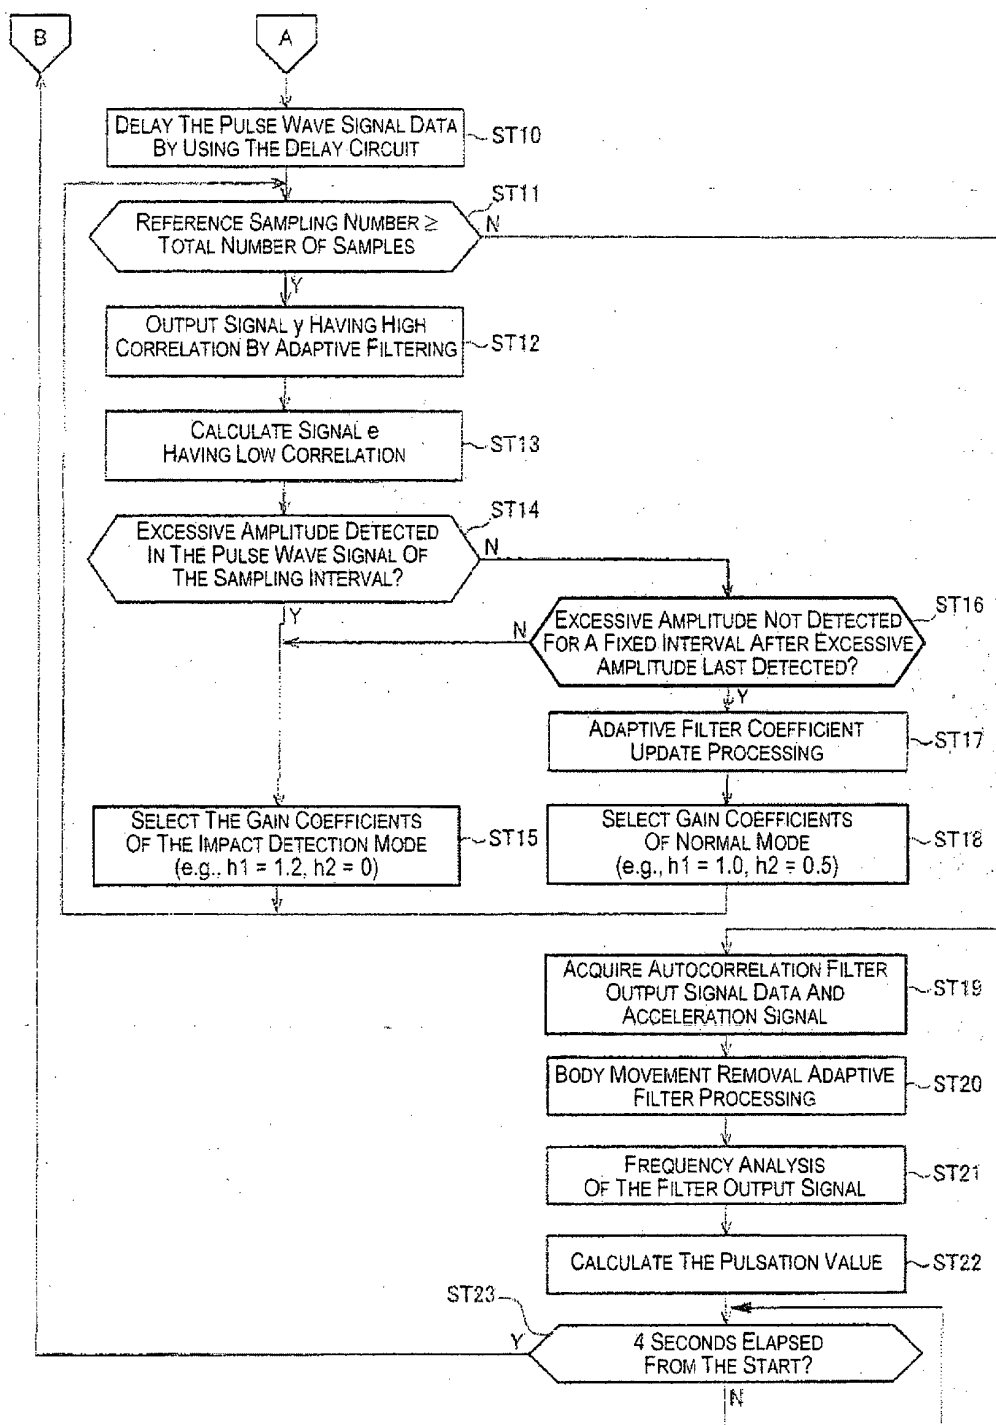 B
A
DELAY THE PULSE WAVE SIGNAL DATA
BY USING THE DELAY CIRCUIT
ST10
ST11
REFERENCE SAMPLING NUMBER ≥
TOTAL NUMBER OF SAMPLES
N
Y
OUTPUT SIGNAL y HAVING HIGH
CORRELATION BY ADAPTIVE FILTERING
ST12
CALCULATE SIGNAL e
HAVING LOW CORRELATION
ST13
ST14
EXCESSIVE AMPLITUDE DETECTED
IN THE PULSE WAVE SIGNAL OF
THE SAMPLING INTERVAL?
N
Y
ST16
EXCESSIVE AMPLITUDE NOT DETECTED
FOR A FIXED INTERVAL AFTER EXCESSIVE
AMPLITUDE LAST DETECTED?
N
Y
ADAPTIVE FILTER COEFFICIENT
UPDATE PROCESSING
ST17
SELECT THE GAIN COEFFICIENTS
OF THE IMPACT DETECTION MODE
(e.g., h1 = 1.2, h2 = 0)
ST15
SELECT GAIN COEFFICIENTS
OF NORMAL MODE
(e.g., h1 = 1.0, h2 = 0.5)
ST18
ACQUIRE AUTOCORRELATION FILTER
OUTPUT SIGNAL DATA AND
ACCELERATION SIGNAL
ST19
BODY MOVEMENT REMOVAL ADAPTIVE
FILTER PROCESSING
ST20
FREQUENCY ANALYSIS
OF THE FILTER OUTPUT SIGNAL
ST21
CALCULATE THE PULSATION VALUE
ST22
ST23
Y
4 SECONDS ELAPSED
FROM THE START?
N